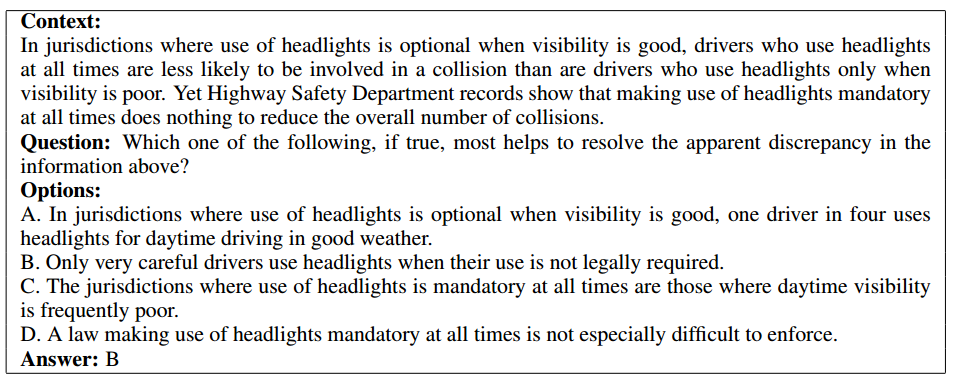 Context:
In jurisdictions where use of headlights is optional when visibility is good, drivers who use headlights
at all times are less likely to be involved in a collision than are drivers who use headlights only when
visibility is poor. Yet Highway Safety Department records show that making use of headlights mandatory
at all times does nothing to reduce the overall number of collisions.
Question: Which one of the following, if true, most helps to resolve the apparent discrepancy in the
information above?
Options:
A. In jurisdictions where use of headlights is optional when visibility is good, one driver in four uses
headlights for daytime driving in good weather.
B. Only very careful drivers use headlights when their use is not legally required.
C. The jurisdictions where use of headlights is mandatory at all times are those where daytime visibility
is frequently poor.
D. A law making use of headlights mandatory at all times is not especially difficult to enforce.
Answer: B